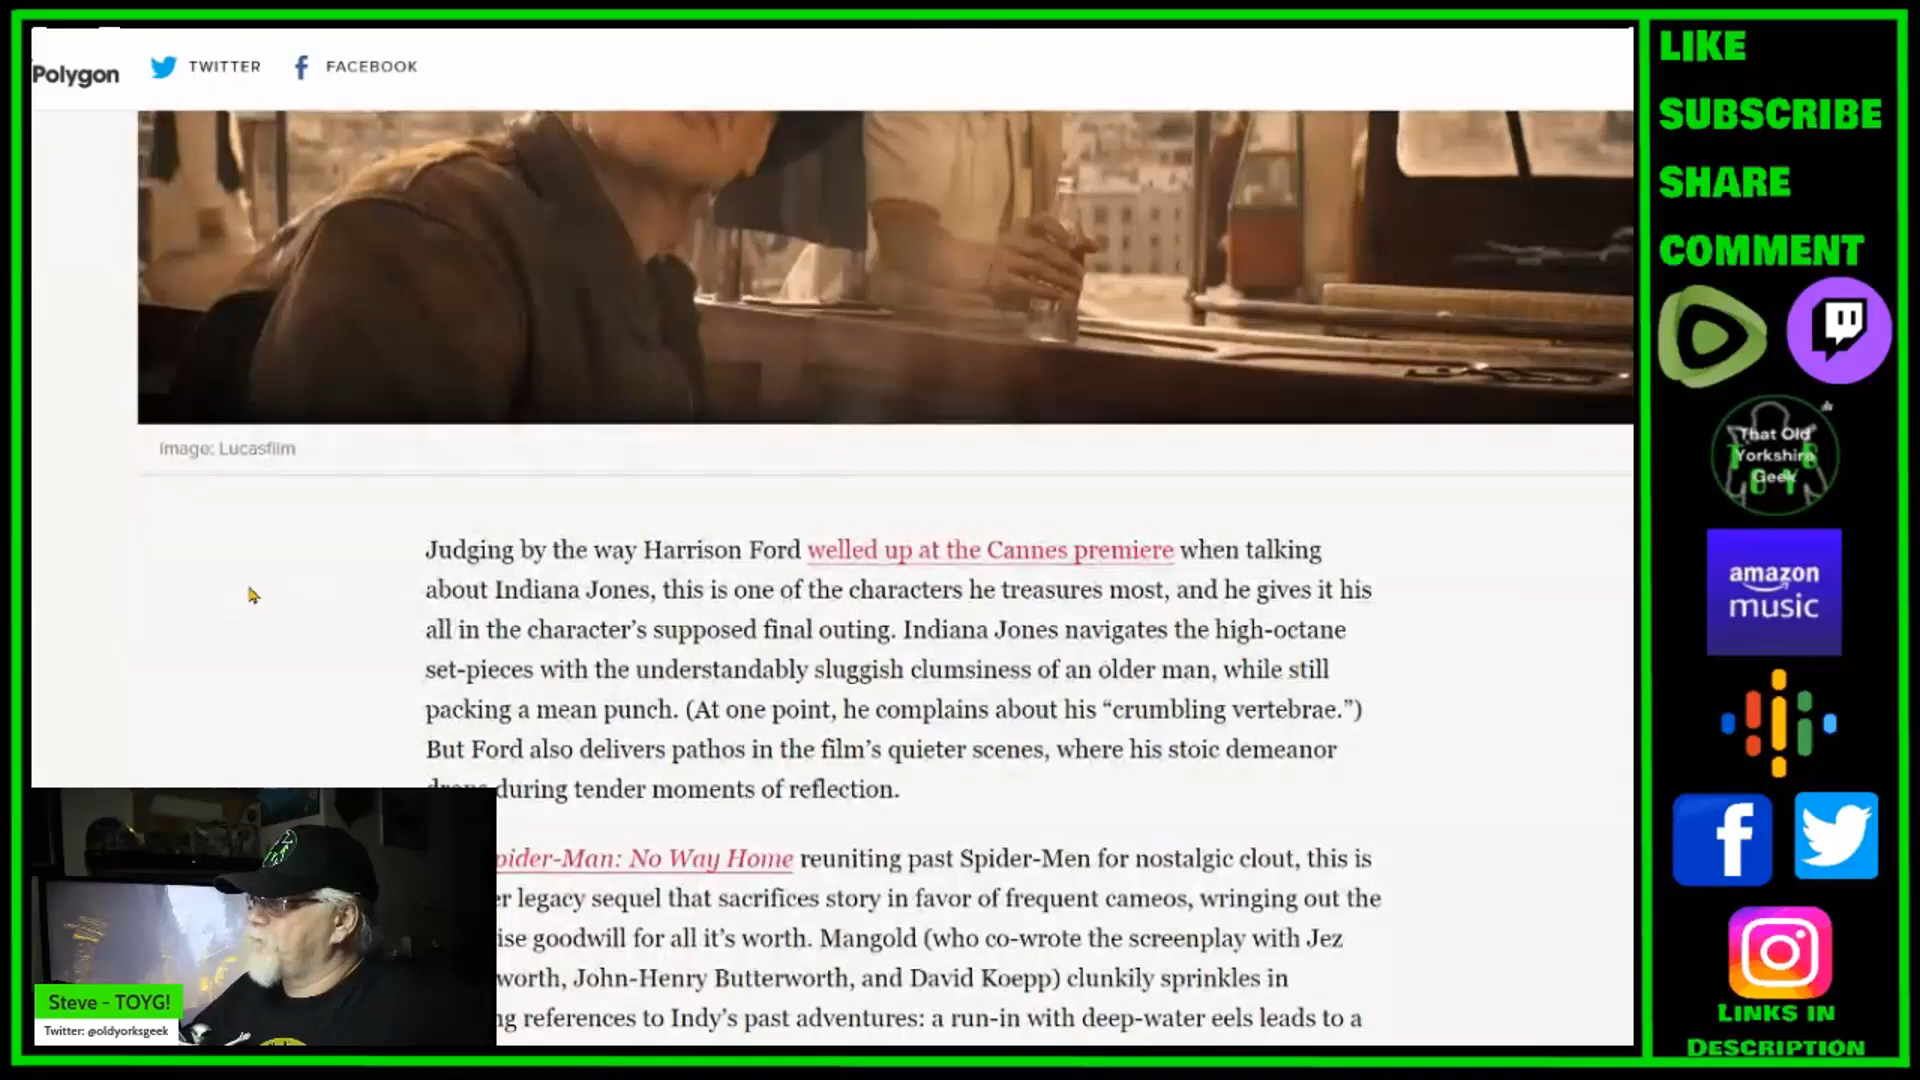 Polygon
TWITTER
FACEBOOK
Image: Lucasfilm
Judging by the way Harrison Ford welled up at the Cannes premiere when talking
about Indiana Jones, this is one of the characters he treasures most, and he gives it his
all in the character’s supposed final outing. Indiana Jones navigates the high-octane
set-pieces with the understandably sluggish clumsiness of an older man, while still
packing a mean punch. (At one point, he complains about his “crumbling vertebrae.”)
But Ford also delivers pathos in the film’s quieter scenes, where his stoic demeanor
during tender moments of reflection.
pider-Man: No Way Home reuniting past Spider-Men for nostalgic clout, this is
er legacy sequel that sacrifices story in favor of frequent cameos, wringing out the
ise goodwill for all it’s worth. Mangold (who co-wrote the screenplay with Jez
worth, John-Henry Butterworth, and David Koepp) clunkily sprinkles in
ng references to Indy’s past adventures: a run-in with deep-water eels leads to a
Steve - TOYG!
Twitter: @oldyorksgeek
LIKE
SUBSCRIBE
SHARE
COMMENT
That Old
Yorkshire
Geek
amazon
music
LINKS IN
DESCRIPTION